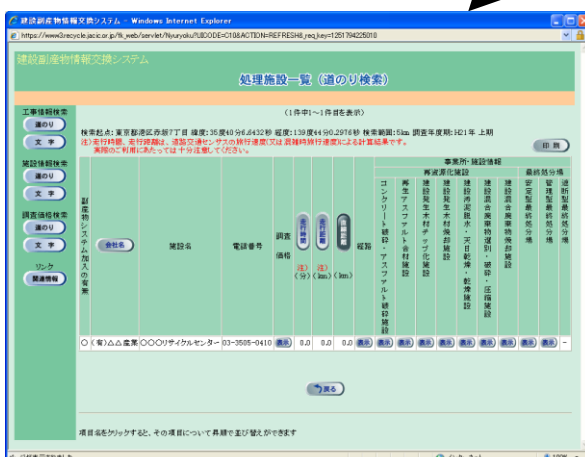 建設副産物情報交換システム - Windows Internet Explorer
建設副産物情報交換システム
処理施設一覧 (道のり検索)
工事情報検索
道のり
文 字
施設情報検索
道のり
文 字
調査価格検索
道のり
文 字
リンク
関連情報
(1件中1〜1件目を表示)
検索起点:東京都港区赤坂7丁目 緯度:35度40分6.6432秒 経度:139度44分0.2976秒 検索範囲:5km 調査年度期:H21年 上期
注)走行時間、走行距離は、道路交通センサスの旅行速度(又は混雑時旅行速度)による計算結果です。
実際のご利用にあたっては十分注意してください。
印 刷
事業所・施設情報
再資源化施設
最終処分場
副産物システム加入の有無
会社名
施設名
電話番号
調査価格
走行時間
注)
(分)
走行距離
注)
(km)
直線距離
(km)
経路
コンクリート破砕・アスファルト破砕施設
再生アスファルト合材施設
建設発生木材チップ化施設
建設発生木材焼却施設
建設汚泥脱水・天日乾燥・乾燥施設
建設混合廃棄物選別・破砕・圧縮施設
建設混合廃棄物焼却施設
安定型最終処分場
管理型最終処分場
遮断型最終処分場
○ (有)△△産業 〇〇〇リサイクルセンター 03-3505-0410 表示 0.0 0.0 0.0 表示 表示 表示 表示 表示 表示 表示 表示 表示 表示 -
戻る
項目名をクリックすると、その項目について昇順で並び替えができます